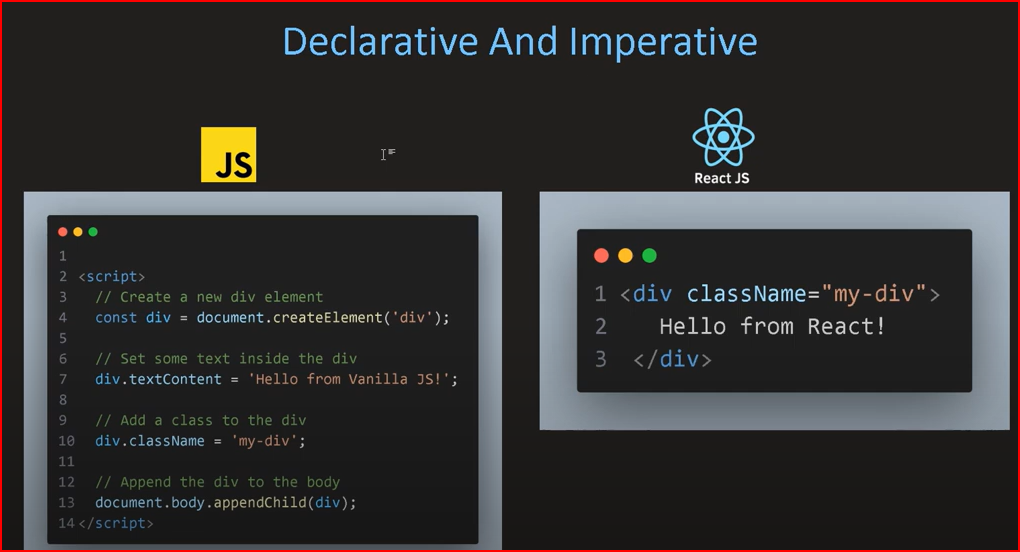 Declarative And Imperative
JS
React JS
1
2 <script>
3 // Create a new div element
4 const div = document.createElement('div');
5
6 // Set some text inside the div
7 div.textContent = 'Hello from Vanilla JS!';
8
9 // Add a class to the div
10 div.className = 'my-div';
11
12 // Append the div to the body
13 document.body.appendChild(div);
14 </script>
1 <div className="my-div">
2 Hello from React!
3 </div>